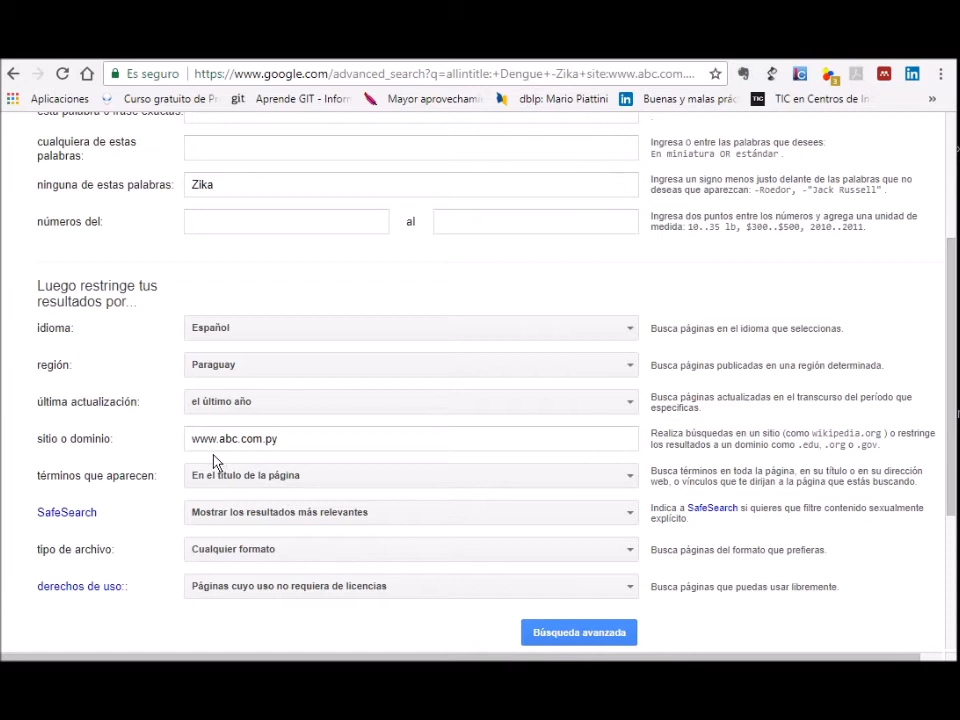 Es seguro https://www.google.com/advanced_search?q=allintitle:+Dengue+-Zika+site:www.abc.com....
Aplicaciones Curso gratuito de Pr git Aprende GIT - Inforr Mayor aprovechami dblp: Mario Piattini Buenas y malas prác TIC TIC en Centros de In »
esta palabra o frase exactas:
cualquiera de estas
palabras:
Ingresa O entre las palabras que desees:
En miniatura OR estándar .
ninguna de estas palabras: Zika
Ingresa un signo menos justo delante de las palabras que no
deseas que aparezcan: -Roedor, -"Jack Russell" .
números del: al
Ingresa dos puntos entre los números y agrega una unidad de
medida: 10..35 lb, $300..$500, 2010..2011.
Luego restringe tus
resultados por...
idioma: Español Busca páginas en el idioma que seleccionas.
región: Paraguay Busca páginas publicadas en una región determinada.
última actualización: el último año
Busca páginas actualizadas en el transcurso del período que
especificas.
sitio o dominio: www.abc.com.py
Realiza búsquedas en un sitio (como wikipedia.org ) o restringe
los resultados a un dominio como .edu, .org o .gov.
términos que aparecen: En el título de la página
Busca términos en toda la página, en su título o en su dirección
web, o vínculos que te dirijan a la página que estás buscando.
SafeSearch Mostrar los resultados más relevantes
Indica a SafeSearch si quieres que filtre contenido sexualmente
explícito.
tipo de archivo: Cualquier formato Busca páginas del formato que prefieras.
derechos de uso:: Páginas cuyo uso no requiera de licencias Busca páginas que puedas usar libremente.
Búsqueda avanzada